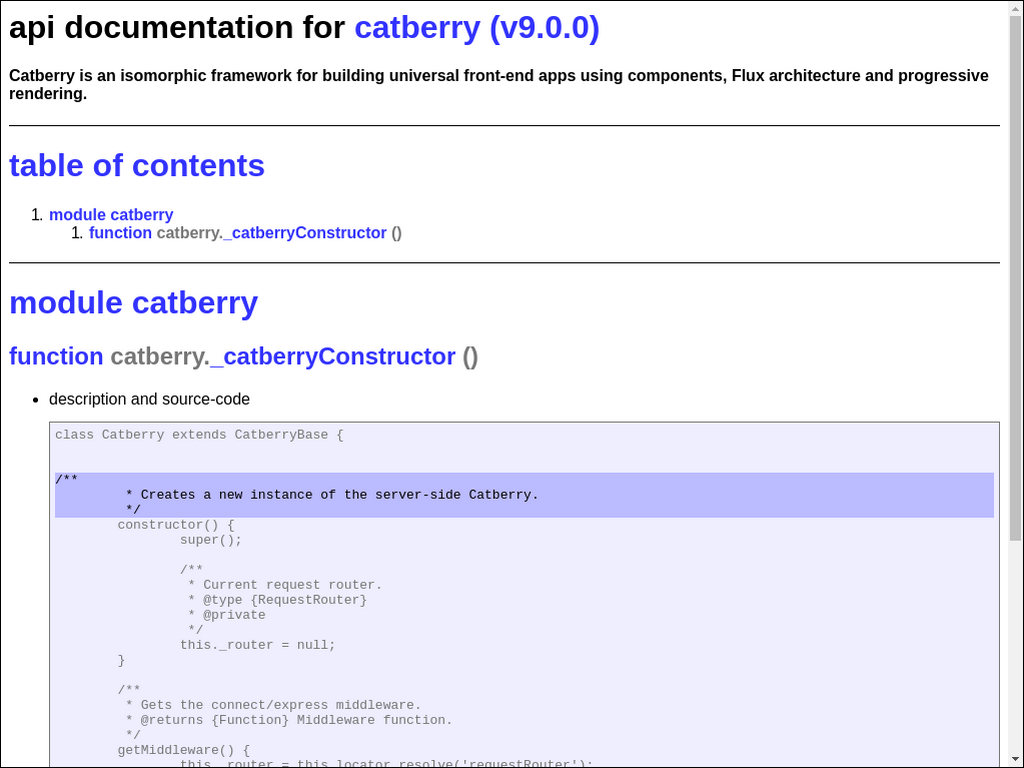 api documentation for catberry (v9.0.0)
Catberry is an isomorphic framework for building universal front-end apps using components, Flux architecture and progressive
rendering.
table of contents
1. module catberry
1. function catberry._catberryConstructor ()
module catberry
function catberry._catberryConstructor ()
• description and source-code
class Catberry extends CatberryBase {
/**
* Creates a new instance of the server-side Catberry.
*/
constructor() {
super();
/**
* Current request router.
* @type {RequestRouter}
* @private
*/
this._router = null;
}
/**
* Gets the connect/express middleware.
* @returns {Function} Middleware function.
*/
getMiddleware() {
this._router = this.locator.resolve('requestRouter');